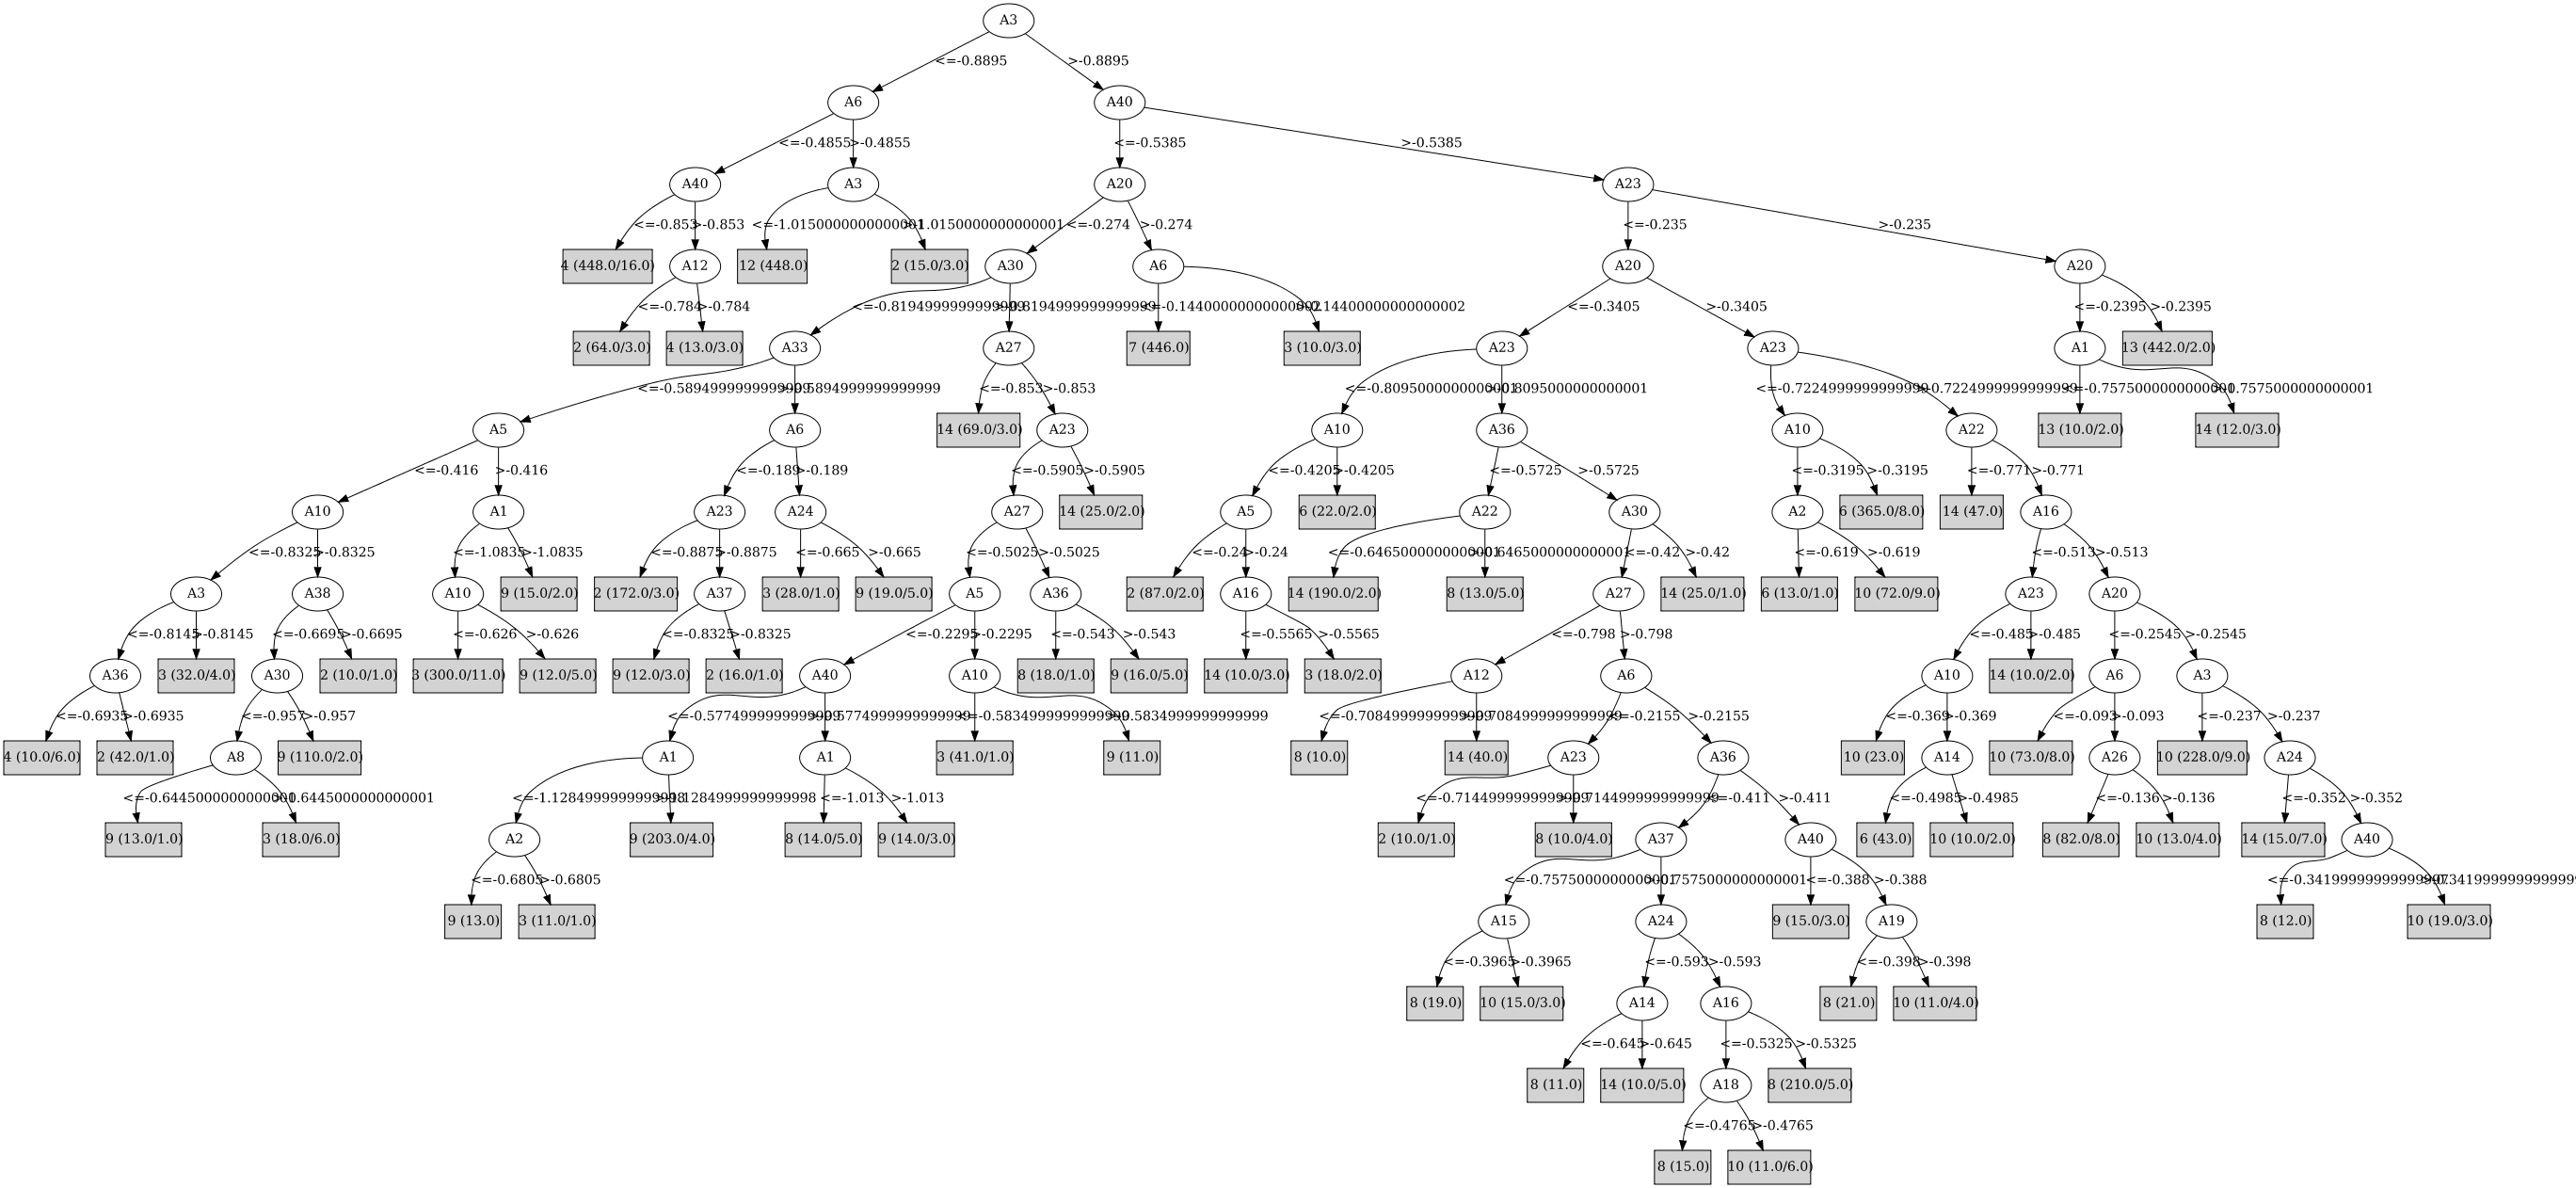 A3
<=-0.8895 >-0.8895
A6 A40
<=-0.4855 >-0.4855 <=-0.5385 >-0.5385
A40 A3 A20 A23
<=-0.853 >-0.853 <=-1.0150000000000001 >-1.0150000000000001 <=-0.274 >-0.274 <=-0.235 >-0.235
4 (448.0/16.0) A12 12 (448.0) 2 (15.0/3.0) A30 A6 A20 A20
<=-0.784 >-0.784 <=-0.8194999999999999 >-0.8194999999999999 <=-0.14400000000000002 >-0.14400000000000002 <=-0.3405 >-0.3405 <=-0.2395 >-0.2395
2 (64.0/3.0) 4 (13.0/3.0) A33 A27 7 (446.0) 3 (10.0/3.0) A23 A23 A1 13 (442.0/2.0)
<=-0.5894999999999999 >-0.5894999999999999 <=-0.853 >-0.853 <=-0.8095000000000001 >-0.8095000000000001 <=-0.7224999999999999 >-0.7224999999999999 <=-0.7575000000000001 >-0.7575000000000001
A5 A6 14 (69.0/3.0) A23 A10 A36 A10 A22 13 (10.0/2.0) 14 (12.0/3.0)
<=-0.416 >-0.416 <=-0.189 >-0.189 <=-0.5905 >-0.5905 <=-0.4205 >-0.4205 <=-0.5725 >-0.5725 <=-0.3195 >-0.3195 <=-0.771 >-0.771
A10 A1 A23 A24 A27 14 (25.0/2.0) A5 6 (22.0/2.0) A22 A30 A2 6 (365.0/8.0) 14 (47.0) A16
<=-0.8325 >-0.8325 <=-1.0835 >-1.0835 <=-0.8875 >-0.8875 <=-0.665 >-0.665 <=-0.5025 >-0.5025 <=-0.24 >-0.24 <=-0.6465000000000001 >-0.6465000000000001 <=-0.42 >-0.42 <=-0.619 >-0.619 <=-0.513 >-0.513
A3 A38 A10 9 (15.0/2.0) 2 (172.0/3.0) A37 3 (28.0/1.0) 9 (19.0/5.0) A5 A36 2 (87.0/2.0) A16 14 (190.0/2.0) 8 (13.0/5.0) A27 14 (25.0/1.0) 6 (13.0/1.0) 10 (72.0/9.0) A23 A20
<=-0.8145 >-0.8145 <=-0.6695 >-0.6695 <=-0.626 >-0.626 <=-0.8325 >-0.8325 <=-0.2295 >-0.2295 <=-0.543 >-0.543 <=-0.5565 >-0.5565 <=-0.798 >-0.798 <=-0.485 >-0.485 <=-0.2545 >-0.2545
A36 3 (32.0/4.0) A30 2 (10.0/1.0) 3 (300.0/11.0) 9 (12.0/5.0) 9 (12.0/3.0) 2 (16.0/1.0) A40 A10 8 (18.0/1.0) 9 (16.0/5.0) 14 (10.0/3.0) 3 (18.0/2.0) A12 A6 A10 14 (10.0/2.0) A6 A3
<=-0.6935 >-0.6935 <=-0.957 >-0.957 <=-0.5774999999999999 >-0.5774999999999999 <=-0.5834999999999999 >-0.5834999999999999 <=-0.7084999999999999 >-0.7084999999999999 <=-0.2155 >-0.2155 <=-0.369 >-0.369 <=-0.093 >-0.093 <=-0.237 >-0.237
4 (10.0/6.0) 2 (42.0/1.0) A8 9 (110.0/2.0) A1 A1 3 (41.0/1.0) 9 (11.0) 8 (10.0) 14 (40.0) A23 A36 10 (23.0) A14 10 (73.0/8.0) A26 10 (228.0/9.0) A24
<=-0.6445000000000001 >-0.6445000000000001 <=-1.1284999999999998 >-1.1284999999999998 <=-1.013 >-1.013 <=-0.7144999999999999 >-0.7144999999999999 <=-0.411 >-0.411 <=-0.4985 >-0.4985 <=-0.136 >-0.136 <=-0.352 >-0.352
9 (13.0/1.0) 3 (18.0/6.0) A2 9 (203.0/4.0) 8 (14.0/5.0) 9 (14.0/3.0) 2 (10.0/1.0) 8 (10.0/4.0) A37 A40 6 (43.0) 10 (10.0/2.0) 8 (82.0/8.0) 10 (13.0/4.0) 14 (15.0/7.0) A40
<=-0.6805 >-0.6805 <=-0.7575000000000001 >-0.7575000000000001 <=-0.388 >-0.388
9 (13.0) 3 (11.0/1.0) A15 A24 9 (15.0/3.0) A19 8 (12.0) 10 (19.0/3.0)
<=-0.3965 >-0.3965 <=-0.593 >-0.593 <=-0.398 >-0.398
8 (19.0) 10 (15.0/3.0) A14 A16 8 (21.0) 10 (11.0/4.0)
<=-0.645 >-0.645 <=-0.5325 >-0.5325
8 (11.0) 14 (10.0/5.0) A18 8 (210.0/5.0)
<=-0.4765 >-0.4765
8 (15.0) 10 (11.0/6.0)